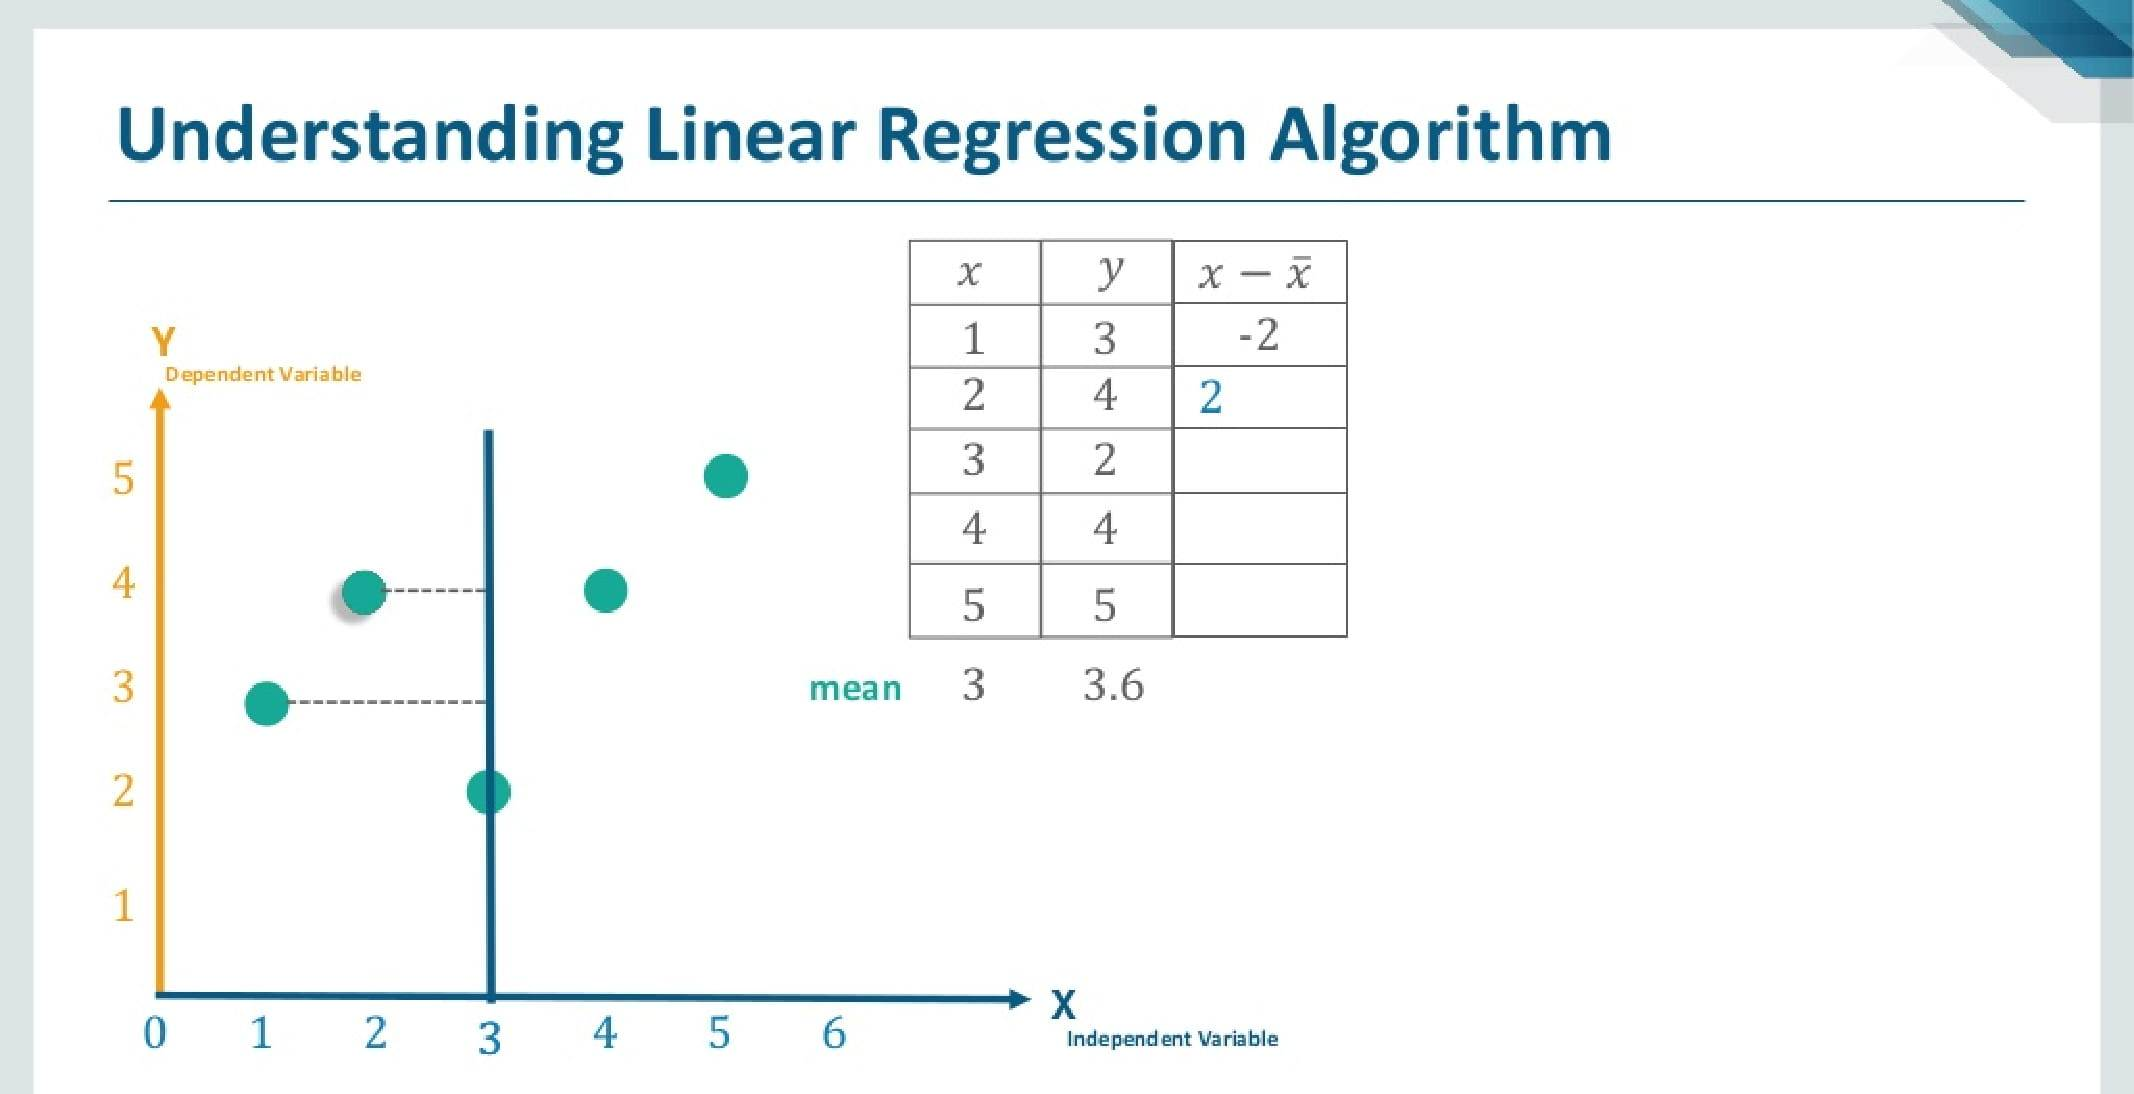 Understanding Linear Regression Algorithm
x y x − x̄
1 3 -2
2 4 2
3 2
4 4
5 5
mean 3 3.6
Y
Dependent Variable
5
4
3
2
1
0 1 2 3 4 5 6
X
Independent Variable